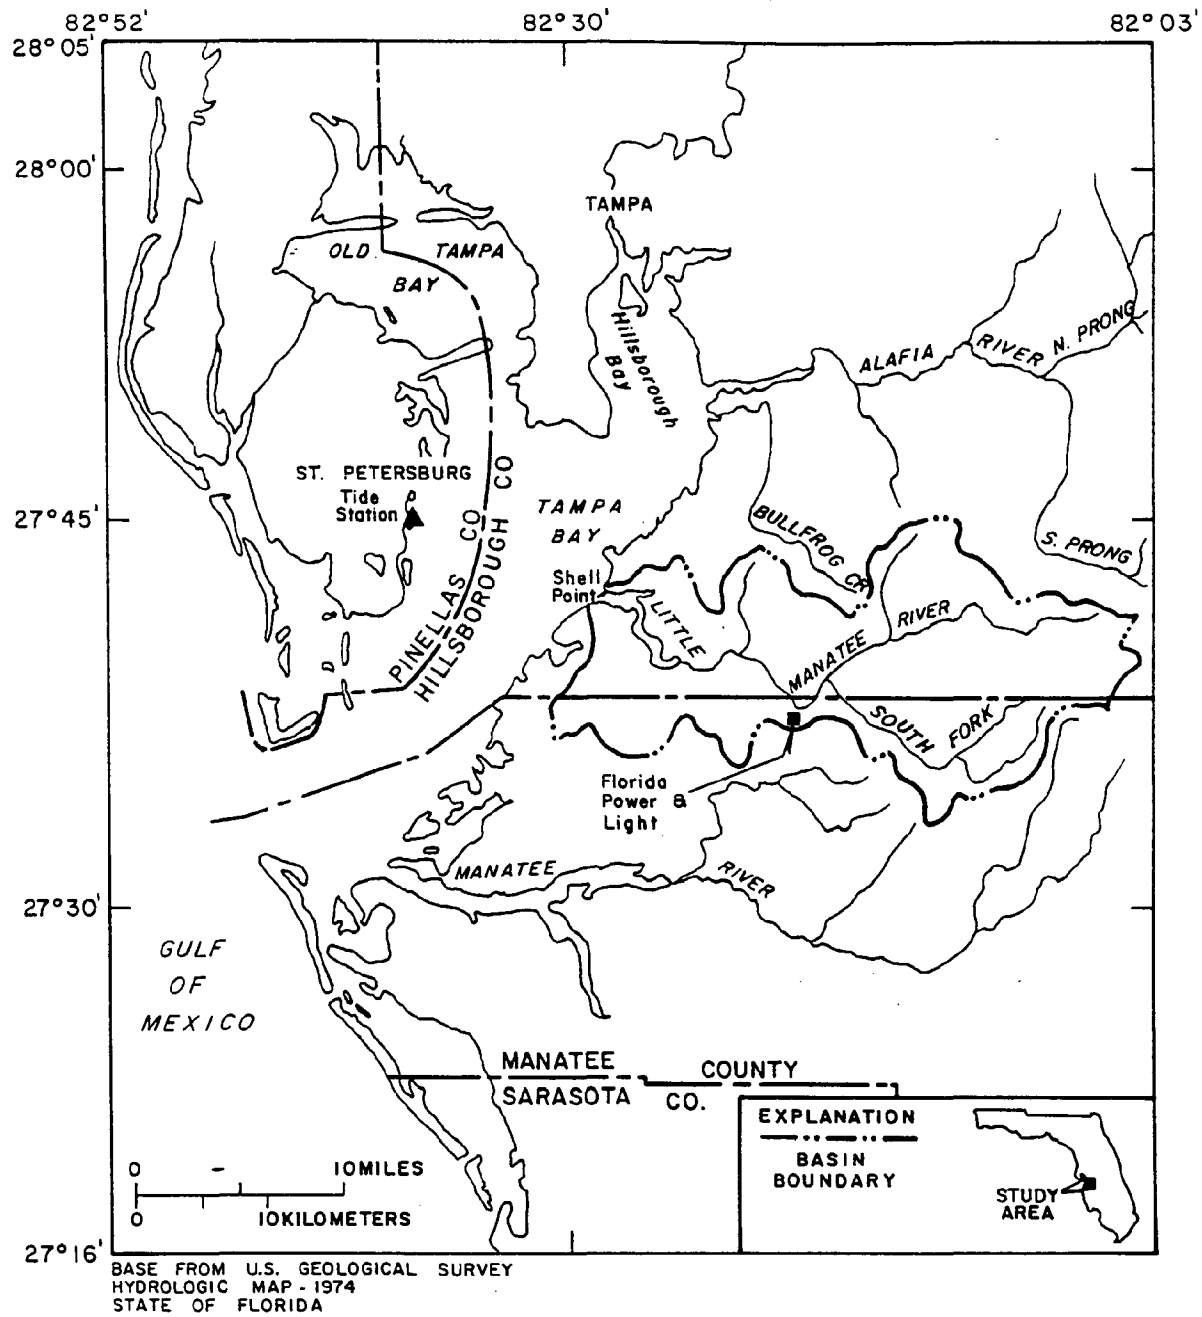 82°52'
82°30'
82°03'
28°05'
28°00'
27°45'
27°30'
27°16'
TAMPA
OLD TAMPA
BAY
Hillsborough
Bay
ALAFIA RIVER N. PRONG
ST. PETERSBURG
Tide
Station
PINELLAS CO
HILLSBOROUGH CO
TAMPA
BAY
BULLFROG CR
S. PRONG
Shell
Point
LITTLE MANATEE RIVER
SOUTH FORK
Florida
Power &
Light
MANATEE RIVER
GULF
OF
MEXICO
MANATEE COUNTY
SARASOTA CO.
EXPLANATION
BASIN
BOUNDARY
STUDY
AREA
0 10 MILES
0 10 KILOMETERS
BASE FROM U.S. GEOLOGICAL SURVEY
HYDROLOGIC MAP - 1974
STATE OF FLORIDA